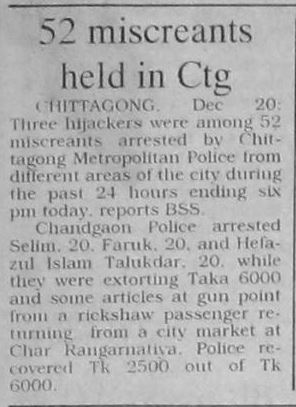 52 miscreants
held in Ctg
CHITTAGONG, Dec 20:
Three hijackers were among 52
miscreants arrested by Chit-
tagong Metropolitan Police from
different areas of the city during
the past 24 hours ending six
pm today, reports BSS.
Chandgaon Police arrested
Selim, 20, Faruk, 20, and Hefa-
zul Islam Talukdar, 20, while
they were extorting Taka 6000
and some articles at gun point
from a rickshaw passenger re-
turning from a city market at
Char Rangarnatiya. Police re-
covered Tk 2500 out of Tk
6000.